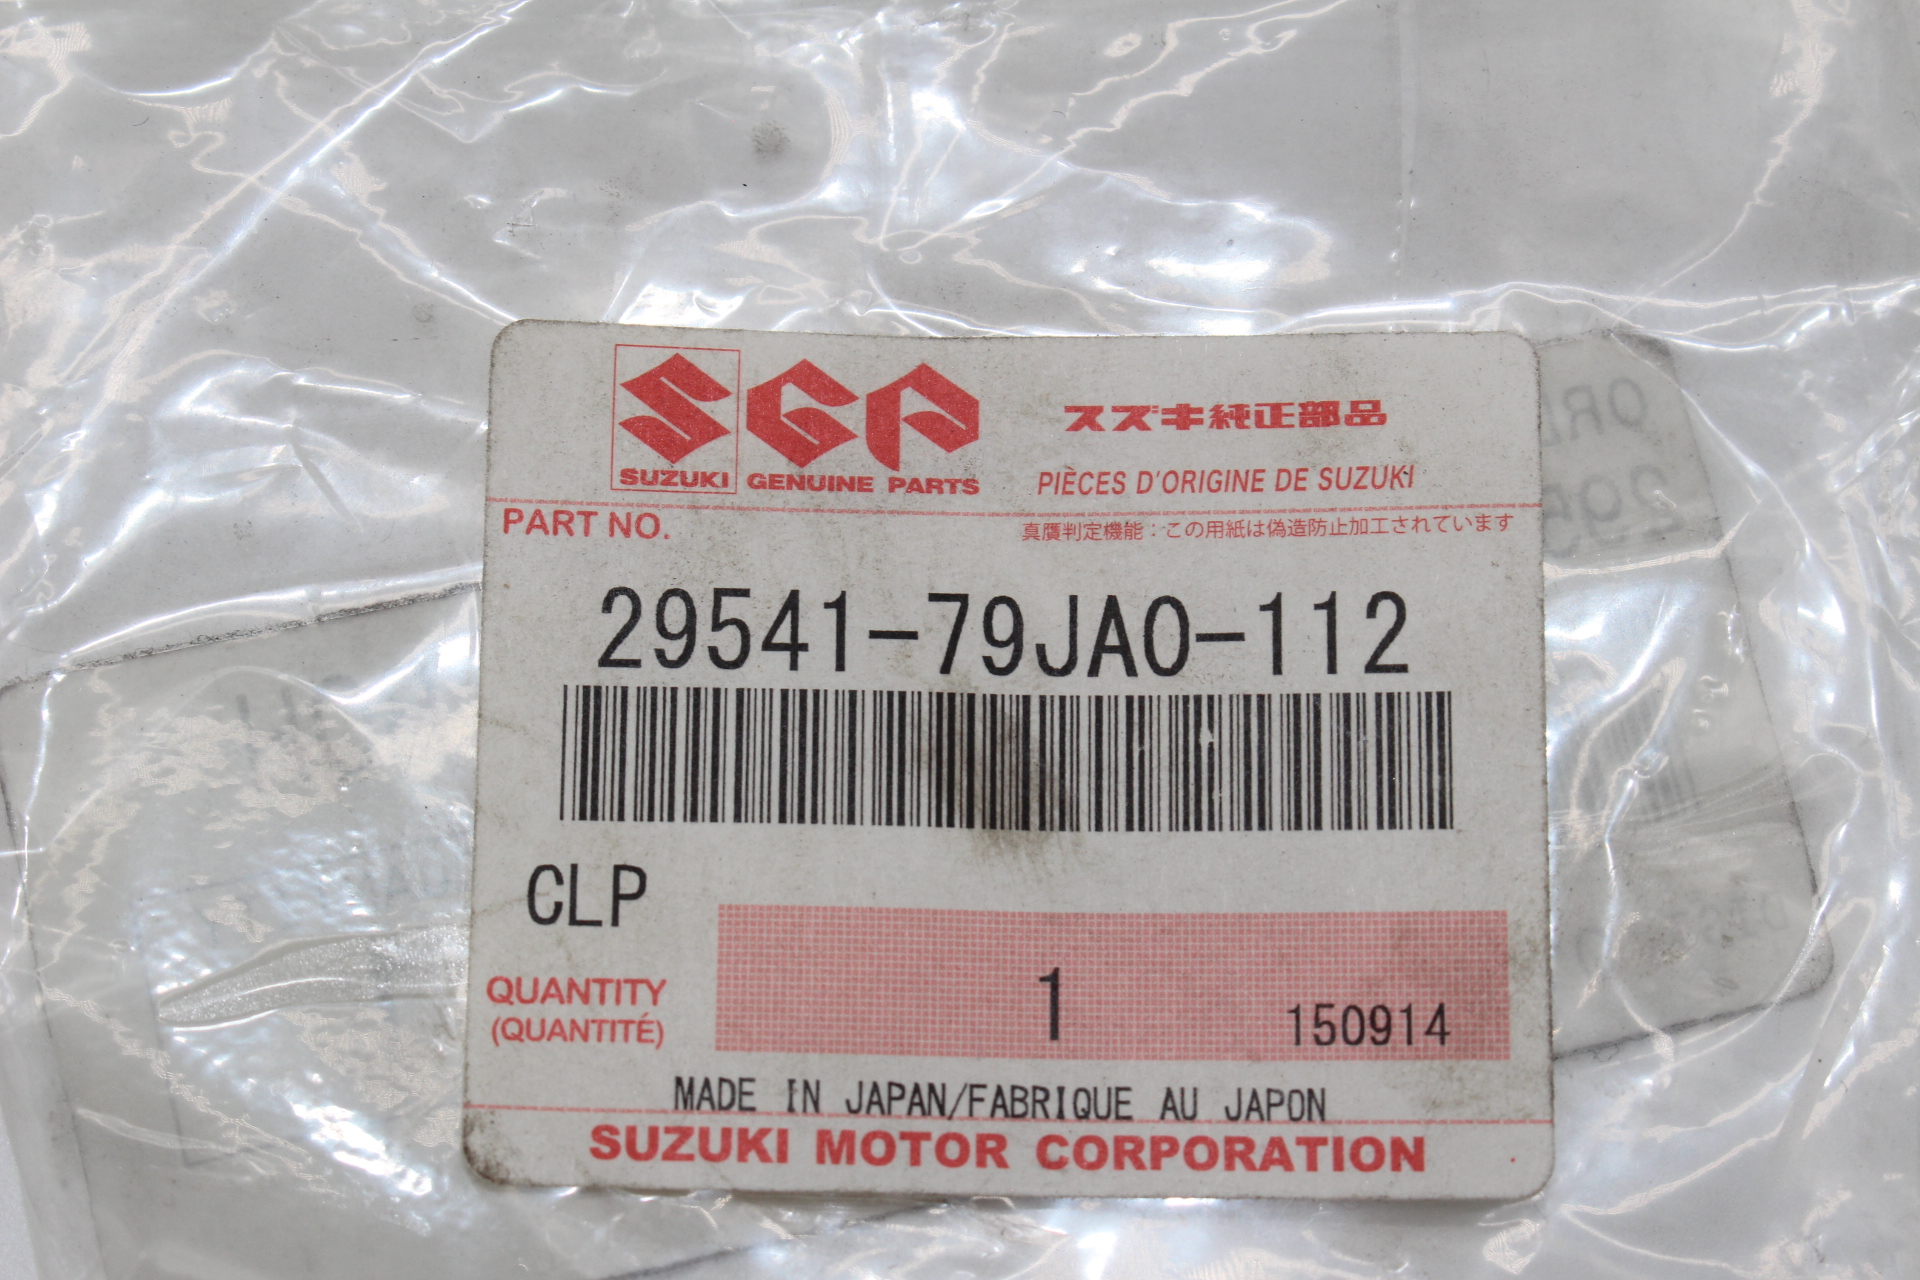 SUZUKI GENUINE PARTS
スズキ純正部品
PIÈCES D'ORIGINE DE SUZUKI
PART NO.
真贋判定機能：この用紙は偽造防止加工されています
29541-79JA0-112
CLP
QUANTITY
(QUANTITÉ)
1
150914
MADE IN JAPAN/FABRIQUE AU JAPON
SUZUKI MOTOR CORPORATION